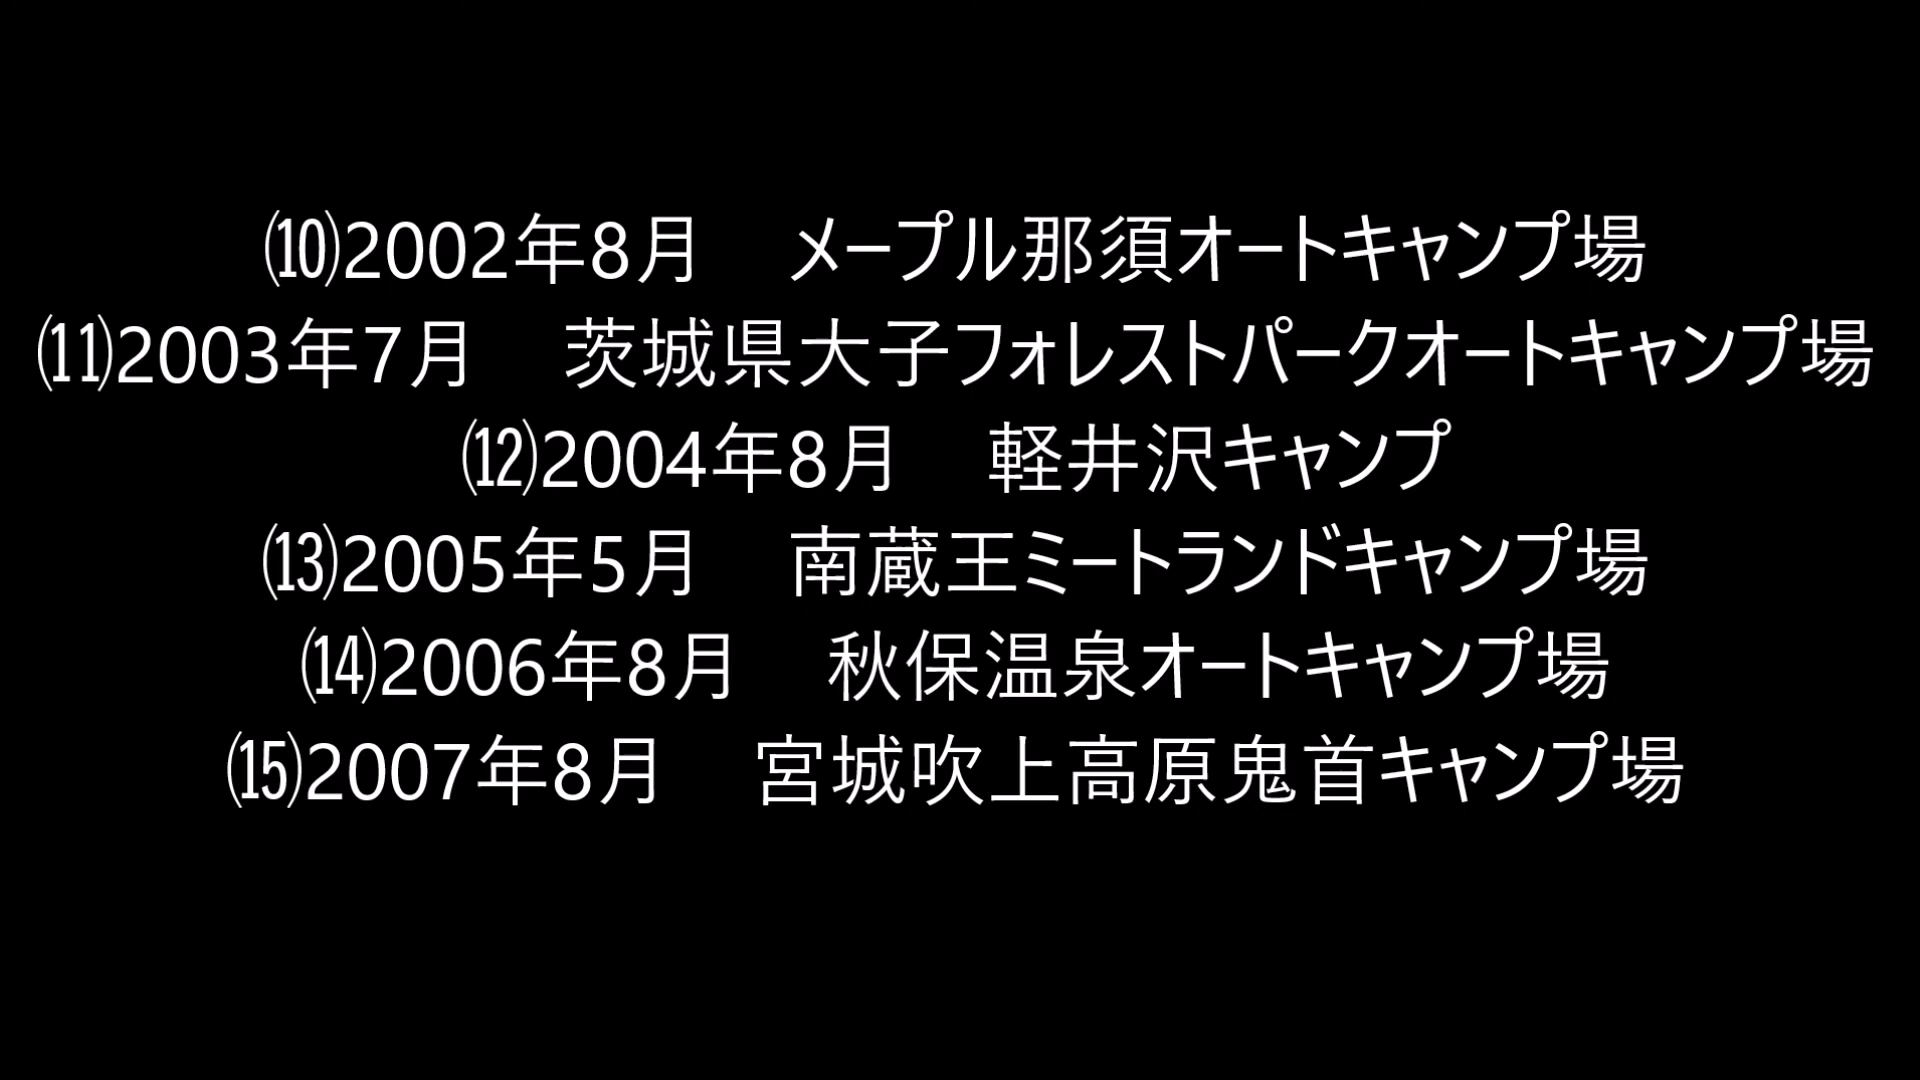 ⑽2002年8月　メープル那須オートキャンプ場
⑾2003年7月　茨城県大子フォレストパークオートキャンプ場
⑿2004年8月　軽井沢キャンプ
⒀2005年5月　南蔵王ミートランドキャンプ場
⒁2006年8月　秋保温泉オートキャンプ場
⒂2007年8月　宮城吹上高原鬼首キャンプ場